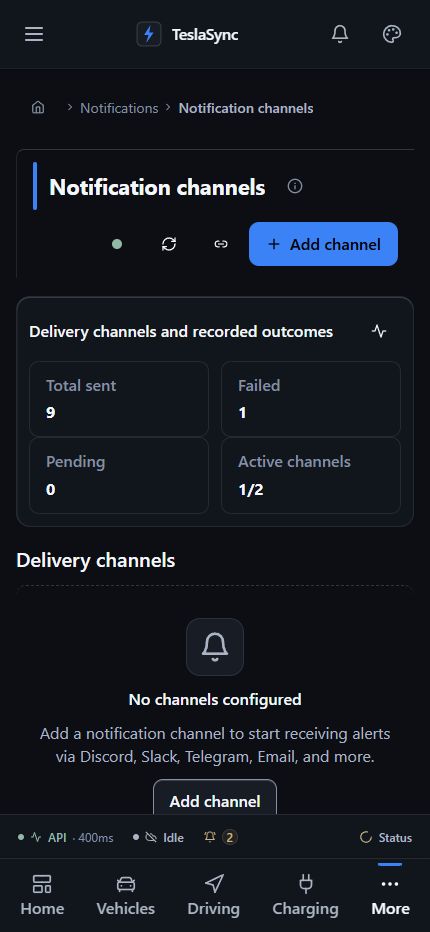 TeslaSync
Notifications Notification channels
Notification channels
Add channel
Delivery channels and recorded outcomes
Total sent
9
Failed
1
Pending
0
Active channels
1/2
Delivery channels
No channels configured
Add a notification channel to start receiving alerts
via Discord, Slack, Telegram, Email, and more.
Add channel
API · 400ms Idle 2 Status
Home Vehicles Driving Charging More